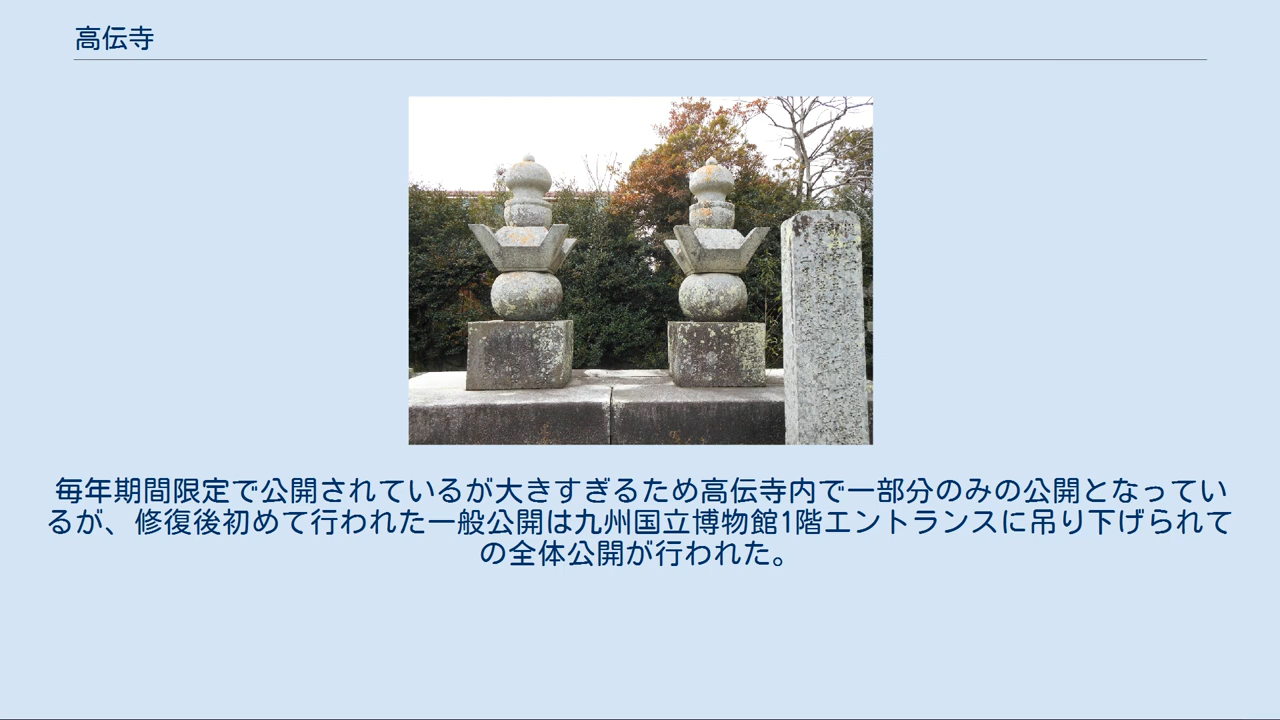 高伝寺
毎年期間限定で公開されているが大きすぎるため高伝寺内で一部分のみの公開となってい
るが、修復後初めて行われた一般公開は九州国立博物館1階エントランスに吊り下げられて
の全体公開が行われた。